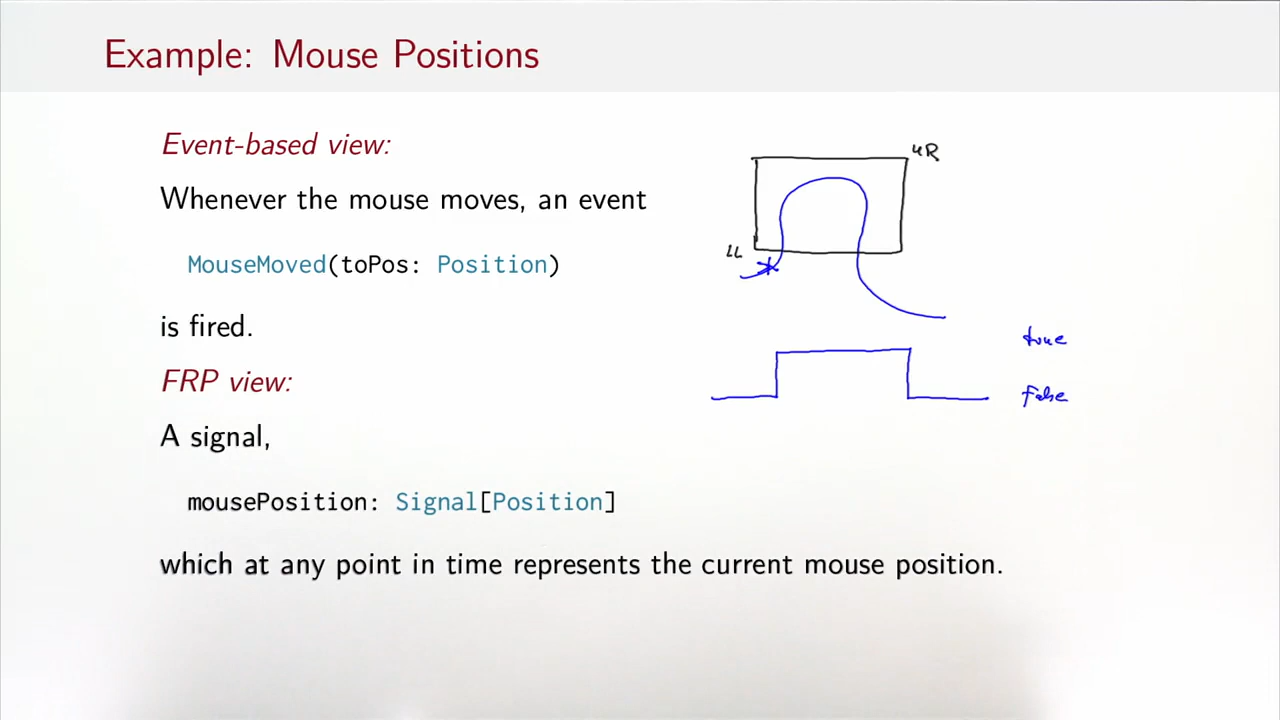 Example: Mouse Positions
Event-based view:
Whenever the mouse moves, an event
MouseMoved(toPos: Position)
is fired.
FRP view:
A signal,
mousePosition: Signal[Position]
which at any point in time represents the current mouse position.
UR
LL
true
False